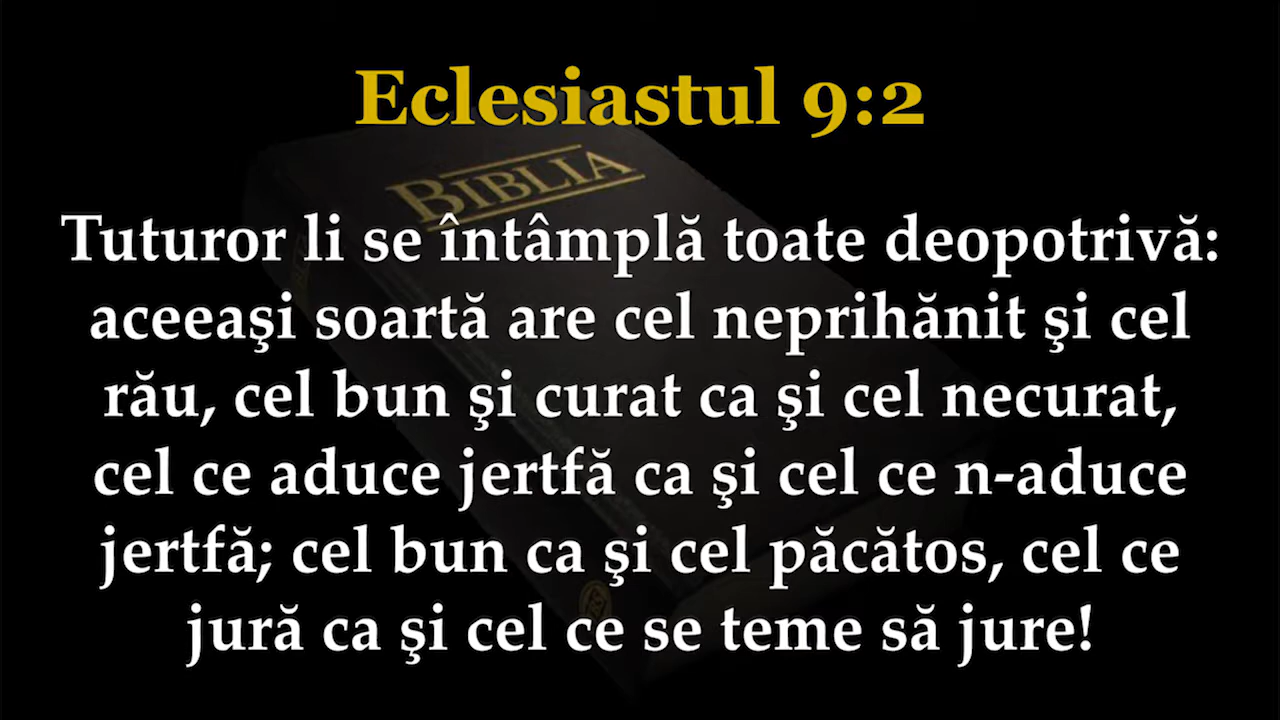 Eclesiastul 9:2
BIBLIA
Tuturor li se întâmplă toate deopotrivă:
aceeaşi soartă are cel neprihănit şi cel
rău, cel bun şi curat ca şi cel necurat,
cel ce aduce jertfă ca şi cel ce n-aduce
jertfă; cel bun ca şi cel păcătos, cel ce
jură ca şi cel ce se teme să jure!